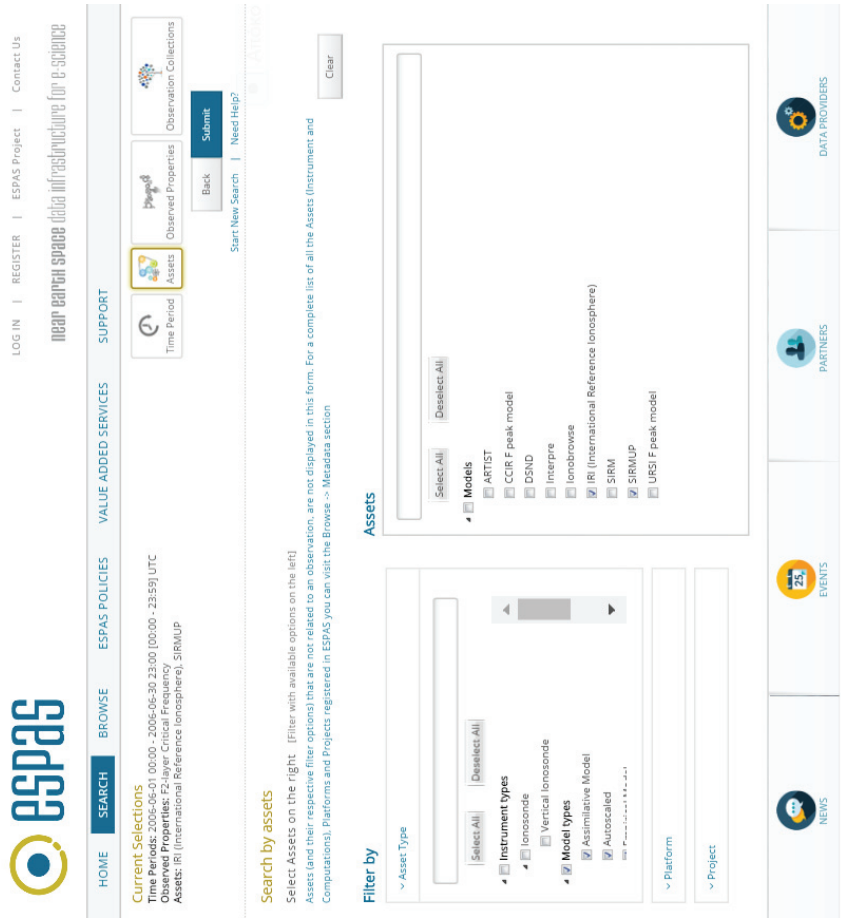 LOG IN | REGISTER | ESPAS Project | Contact Us
espas
near earth space data infrastructure for e-science
HOME SEARCH BROWSE ESPAS POLICIES VALUE ADDED SERVICES SUPPORT
Current Selections
Time Periods: 2006-06-01 00:00 - 2006-06-30 23:00 [00:00 - 23:59] UTC
Observed Properties: F2-layer Critical Frequency
Assets: IRI (International Reference Ionosphere), SIRMUP
Time Period
Assets
Observed Properties
Observation Collections
Back Submit
Start New Search | Need Help?
Search by assets
Select Assets on the right [Filter with available options on the left]
Assets (and their respective filter options) that are not related to an observation, are not displayed in this form. For a complete list of all the Assets (Instrument and
Computations), Platforms and Projects registered in ESPAS you can visit the Browse -> Metadata section
Clear
Filter by
Asset Type
Select All Deselect All
Instrument types
Ionosonde
Vertical Ionosonde
Model types
Assimilative Model
Autoscaled
Empirical Model
Platform
Project
Assets
Select All Deselect All
Models
ARTIST
CCIR F peak model
DSND
Interpre
Ionobrowse
IRI (International Reference Ionosphere)
SIRM
SIRMUP
URSI F peak model
NEWS
25
EVENTS
PARTNERS
DATA PROVIDERS